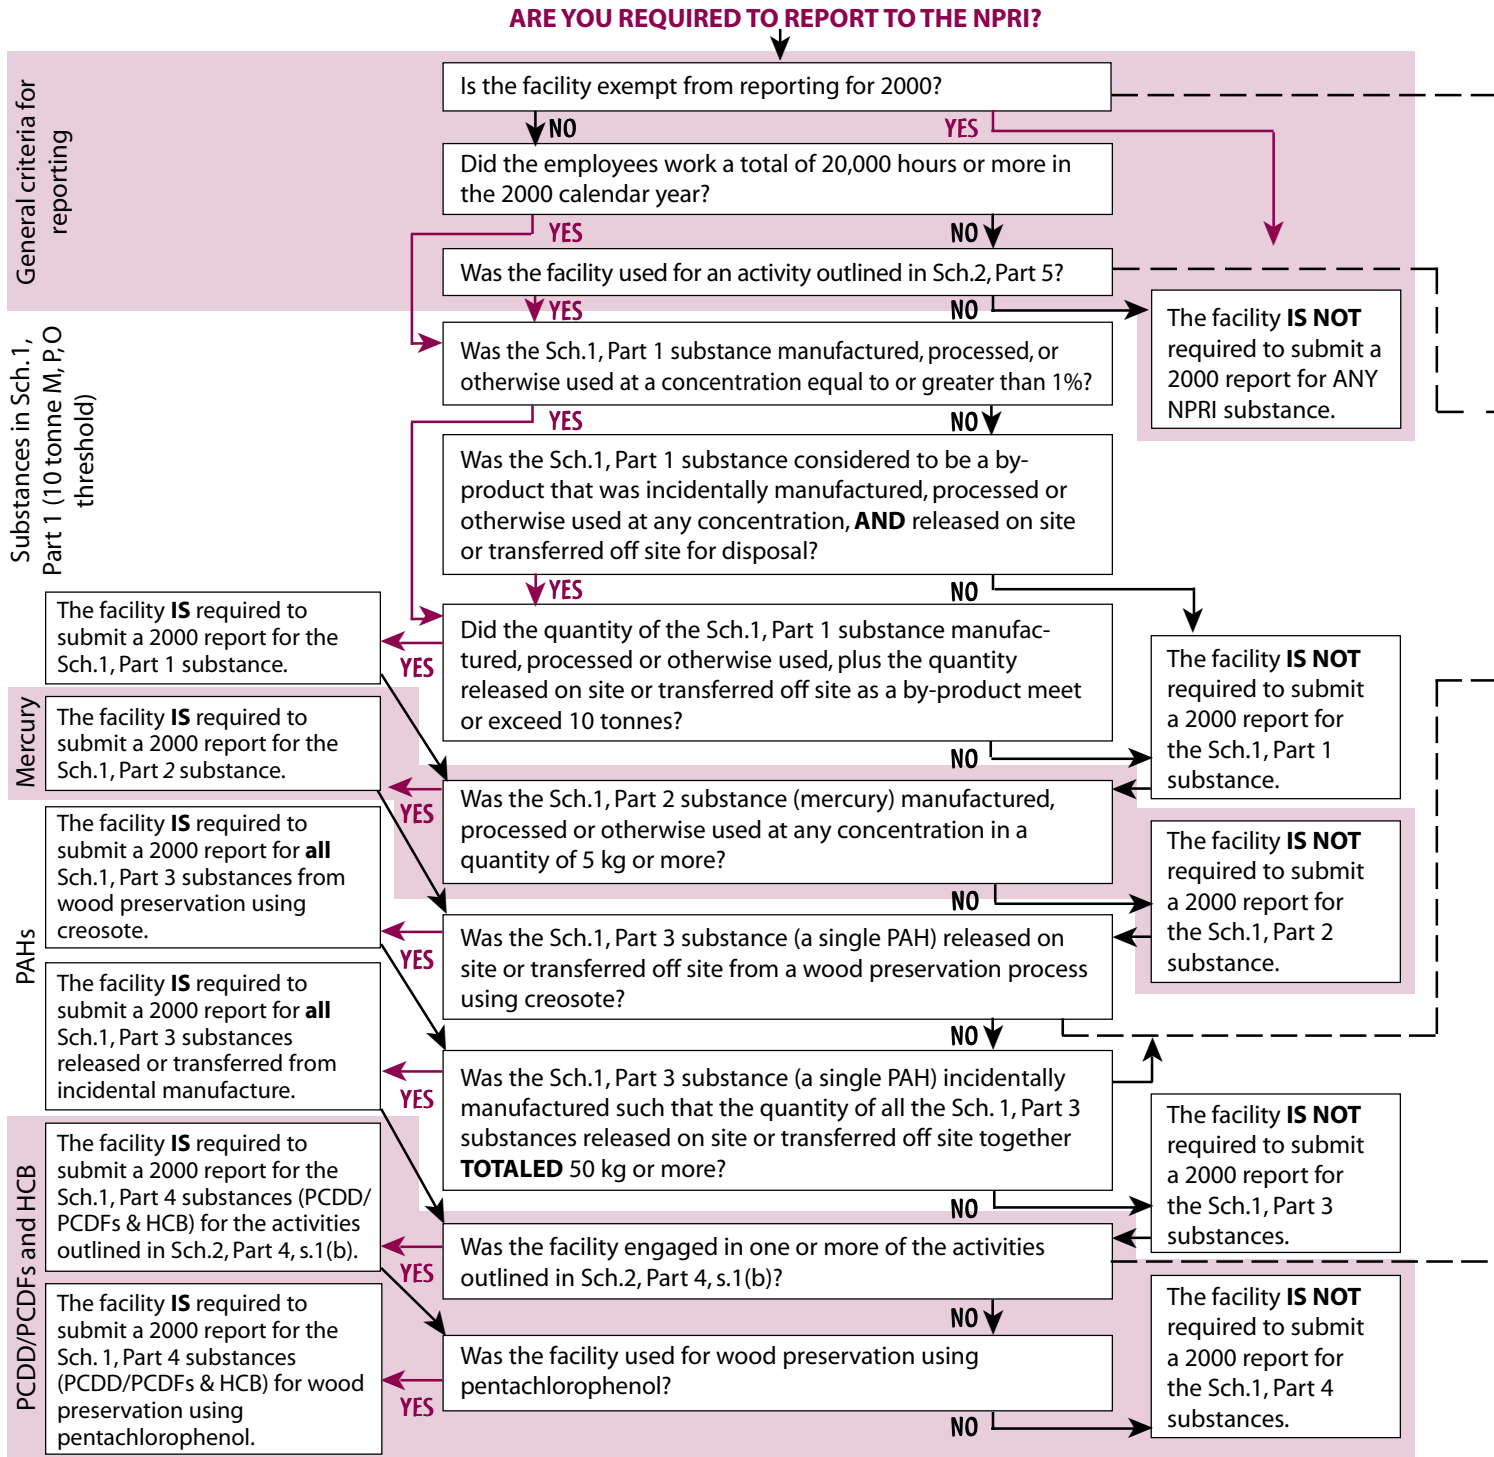 ARE YOU REQUIRED TO REPORT TO THE NPRI?
General criteria for
reporting
Is the facility exempt from reporting for 2000?
NO
YES
Did the employees work a total of 20,000 hours or more in
the 2000 calendar year?
YES
NO
Was the facility used for an activity outlined in Sch.2, Part 5?
YES
NO
The facility IS NOT
required to submit a
2000 report for ANY
NPRI substance.
Substances in Sch.1,
Part 1 (10 tonne M, P, O
threshold)
Was the Sch.1, Part 1 substance manufactured, processed, or
otherwise used at a concentration equal to or greater than 1%?
YES
NO
Was the Sch.1, Part 1 substance considered to be a by-
product that was incidentally manufactured, processed or
otherwise used at any concentration, AND released on site
or transferred off site for disposal?
YES
NO
The facility IS required to
submit a 2000 report for the
Sch.1, Part 1 substance.
YES
Did the quantity of the Sch.1, Part 1 substance manufac-
tured, processed or otherwise used, plus the quantity
released on site or transferred off site as a by-product meet
or exceed 10 tonnes?
NO
The facility IS NOT
required to submit
a 2000 report for
the Sch.1, Part 1
substance.
Mercury
The facility IS required to
submit a 2000 report for the
Sch.1, Part 2 substance.
YES
Was the Sch.1, Part 2 substance (mercury) manufactured,
processed or otherwise used at any concentration in a
quantity of 5 kg or more?
NO
The facility IS NOT
required to submit
a 2000 report for
the Sch.1, Part 2
substance.
PAHs
The facility IS required to
submit a 2000 report for all
Sch.1, Part 3 substances from
wood preservation using
creosote.
YES
Was the Sch.1, Part 3 substance (a single PAH) released on
site or transferred off site from a wood preservation process
using creosote?
NO
The facility IS required to
submit a 2000 report for all
Sch.1, Part 3 substances
released or transferred from
incidental manufacture.
YES
Was the Sch.1, Part 3 substance (a single PAH) incidentally
manufactured such that the quantity of all the Sch. 1, Part 3
substances released on site or transferred off site together
TOTALED 50 kg or more?
NO
The facility IS NOT
required to submit
a 2000 report for
the Sch.1, Part 3
substances.
PCDD/PCDFs and HCB
The facility IS required to
submit a 2000 report for the
Sch.1, Part 4 substances (PCDD/
PCDFs & HCB) for the activities
outlined in Sch.2, Part 4, s.1(b).
YES
Was the facility engaged in one or more of the activities
outlined in Sch.2, Part 4, s.1(b)?
NO
The facility IS required to
submit a 2000 report for the
Sch. 1, Part 4 substances
(PCDD/PCDFs & HCB) for wood
preservation using
pentachlorophenol.
YES
Was the facility used for wood preservation using
pentachlorophenol?
NO
The facility IS NOT
required to submit
a 2000 report for
the Sch.1, Part 4
substances.